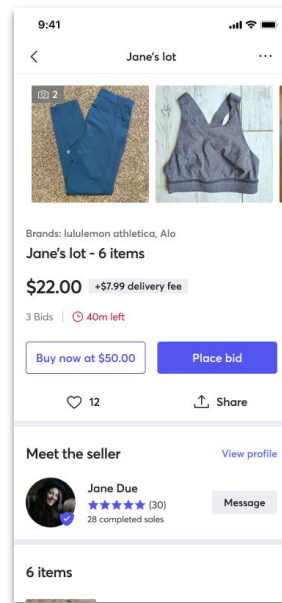 9:41
Jane's lot
2
Brands: lululemon athletica, Alo
Jane's lot - 6 items
$22.00 +$7.99 delivery fee
3 Bids 40m left
Buy now at $50.00 Place bid
12 Share
Meet the seller View profile
Jane Due
(30)
28 completed sales
Message
6 items